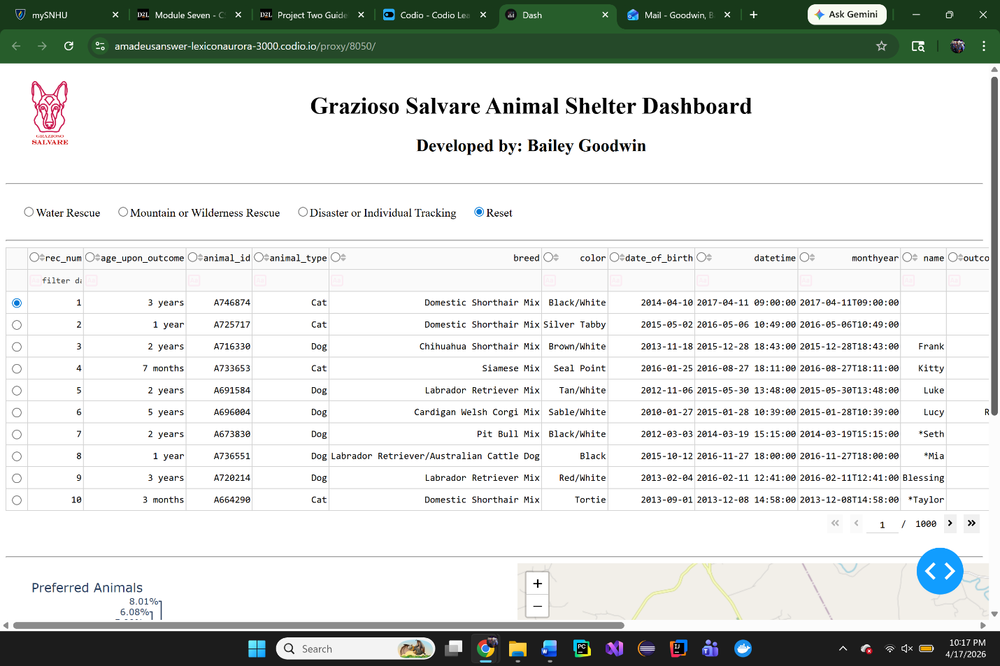 mySNHU
Module Seven - CS
Project Two Guide
Codio - Codio Lea
Dash
Mail - Goodwin, B
Ask Gemini
amadeusanswer-lexiconaurora-3000.codio.io/proxy/8050/
GRAZIOSO
SALVARE
Grazioso Salvare Animal Shelter Dashboard
Developed by: Bailey Goodwin
Water Rescue Mountain or Wilderness Rescue Disaster or Individual Tracking Reset
rec_num age_upon_outcome animal_id animal_type breed color date_of_birth datetime monthyear name outco
Aa filter da Aa Aa Aa Aa Aa Aa Aa Aa Aa Aa
1 3 years A746874 Cat Domestic Shorthair Mix Black/White 2014-04-10 2017-04-11 09:00:00 2017-04-11T09:00:00
2 1 year A725717 Cat Domestic Shorthair Mix Silver Tabby 2015-05-02 2016-05-06 10:49:00 2016-05-06T10:49:00
3 2 years A716330 Dog Chihuahua Shorthair Mix Brown/White 2013-11-18 2015-12-28 18:43:00 2015-12-28T18:43:00 Frank
4 7 months A733653 Cat Siamese Mix Seal Point 2016-01-25 2016-08-27 18:11:00 2016-08-27T18:11:00 Kitty
5 2 years A691584 Dog Labrador Retriever Mix Tan/White 2012-11-06 2015-05-30 13:48:00 2015-05-30T13:48:00 Luke
6 5 years A696004 Dog Cardigan Welsh Corgi Mix Sable/White 2010-01-27 2015-01-28 10:39:00 2015-01-28T10:39:00 Lucy R
7 2 years A673830 Dog Pit Bull Mix Black/White 2012-03-03 2014-03-19 15:15:00 2014-03-19T15:15:00 *Seth
8 1 year A736551 Dog Labrador Retriever/Australian Cattle Dog Black 2015-10-12 2016-11-27 18:00:00 2016-11-27T18:00:00 *Mia
9 3 years A720214 Dog Labrador Retriever Mix Red/White 2013-02-04 2016-02-11 12:41:00 2016-02-11T12:41:00 Blessing
10 3 months A664290 Cat Domestic Shorthair Mix Tortie 2013-09-01 2013-12-08 14:58:00 2013-12-08T14:58:00 *Taylor
« ‹ 1 / 1000 › »
Preferred Animals
8.01%
6.08%
+
−
Search
10:17 PM
4/17/2026